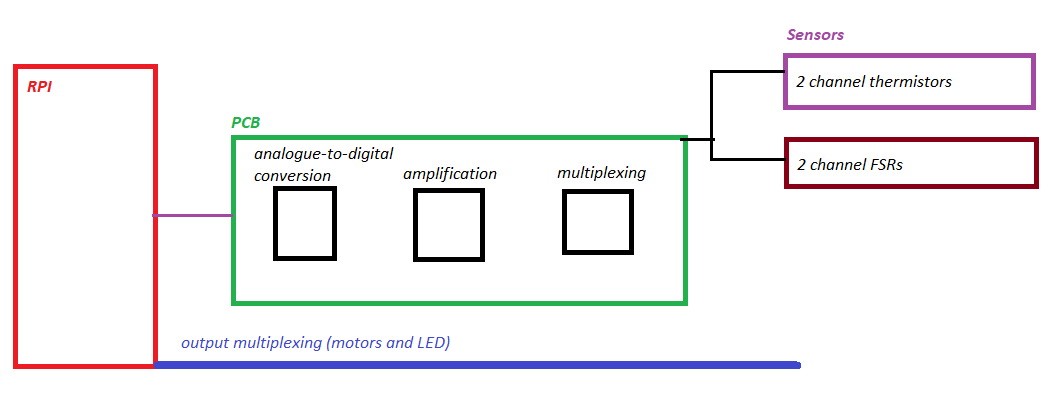 Sensors
RPI
2 channel thermistors
PCB
analogue-to-digital
conversion
amplification
multiplexing
2 channel FSRs
output multiplexing (motors and LED)